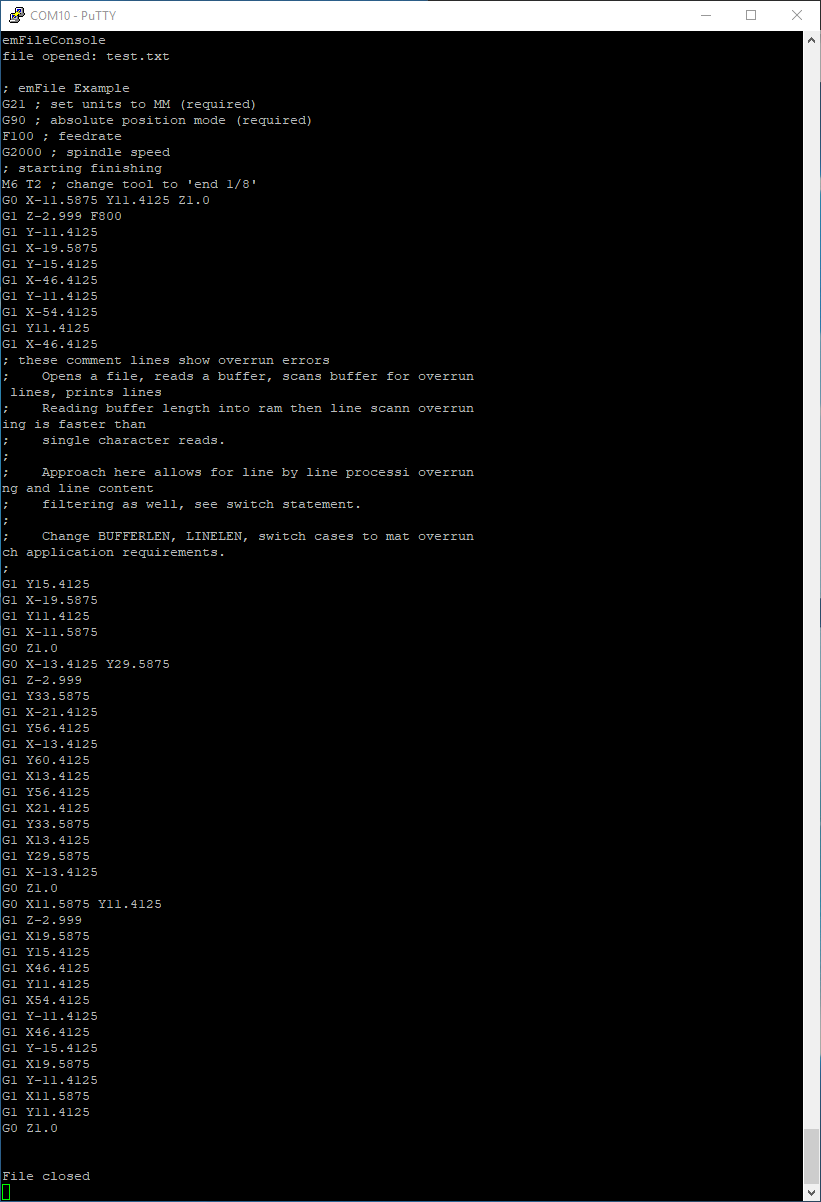 COM10 - PuTTY
emFileConsole
file opened: test.txt
; emFile Example
G21 ; set units to MM (required)
G90 ; absolute position mode (required)
F100 ; feedrate
G2000 ; spindle speed
; starting finishing
M6 T2 ; change tool to 'end 1/8'
G0 X-11.5875 Y11.4125 Z1.0
G1 Z-2.999 F800
G1 Y-11.4125
G1 X-19.5875
G1 Y-15.4125
G1 X-46.4125
G1 Y-11.4125
G1 X-54.4125
G1 Y11.4125
G1 X-46.4125
; these comment lines show overrun errors
;    Opens a file, reads a buffer, scans buffer for overrun
 lines, prints lines
;    Reading buffer length into ram then line scann overrun
ing is faster than
;    single character reads.
;
;    Approach here allows for line by line processi overrun
ng and line content
;    filtering as well, see switch statement.
;
;    Change BUFFERLEN, LINELEN, switch cases to mat overrun
ch application requirements.
;
G1 Y15.4125
G1 X-19.5875
G1 Y11.4125
G1 X-11.5875
G0 Z1.0
G0 X-13.4125 Y29.5875
G1 Z-2.999
G1 Y33.5875
G1 X-21.4125
G1 Y56.4125
G1 X-13.4125
G1 Y60.4125
G1 X13.4125
G1 Y56.4125
G1 X21.4125
G1 Y33.5875
G1 X13.4125
G1 Y29.5875
G1 X-13.4125
G0 Z1.0
G0 X11.5875 Y11.4125
G1 Z-2.999
G1 X19.5875
G1 Y15.4125
G1 X46.4125
G1 Y11.4125
G1 X54.4125
G1 Y-11.4125
G1 X46.4125
G1 Y-15.4125
G1 X19.5875
G1 Y-11.4125
G1 X11.5875
G1 Y11.4125
G0 Z1.0
File closed